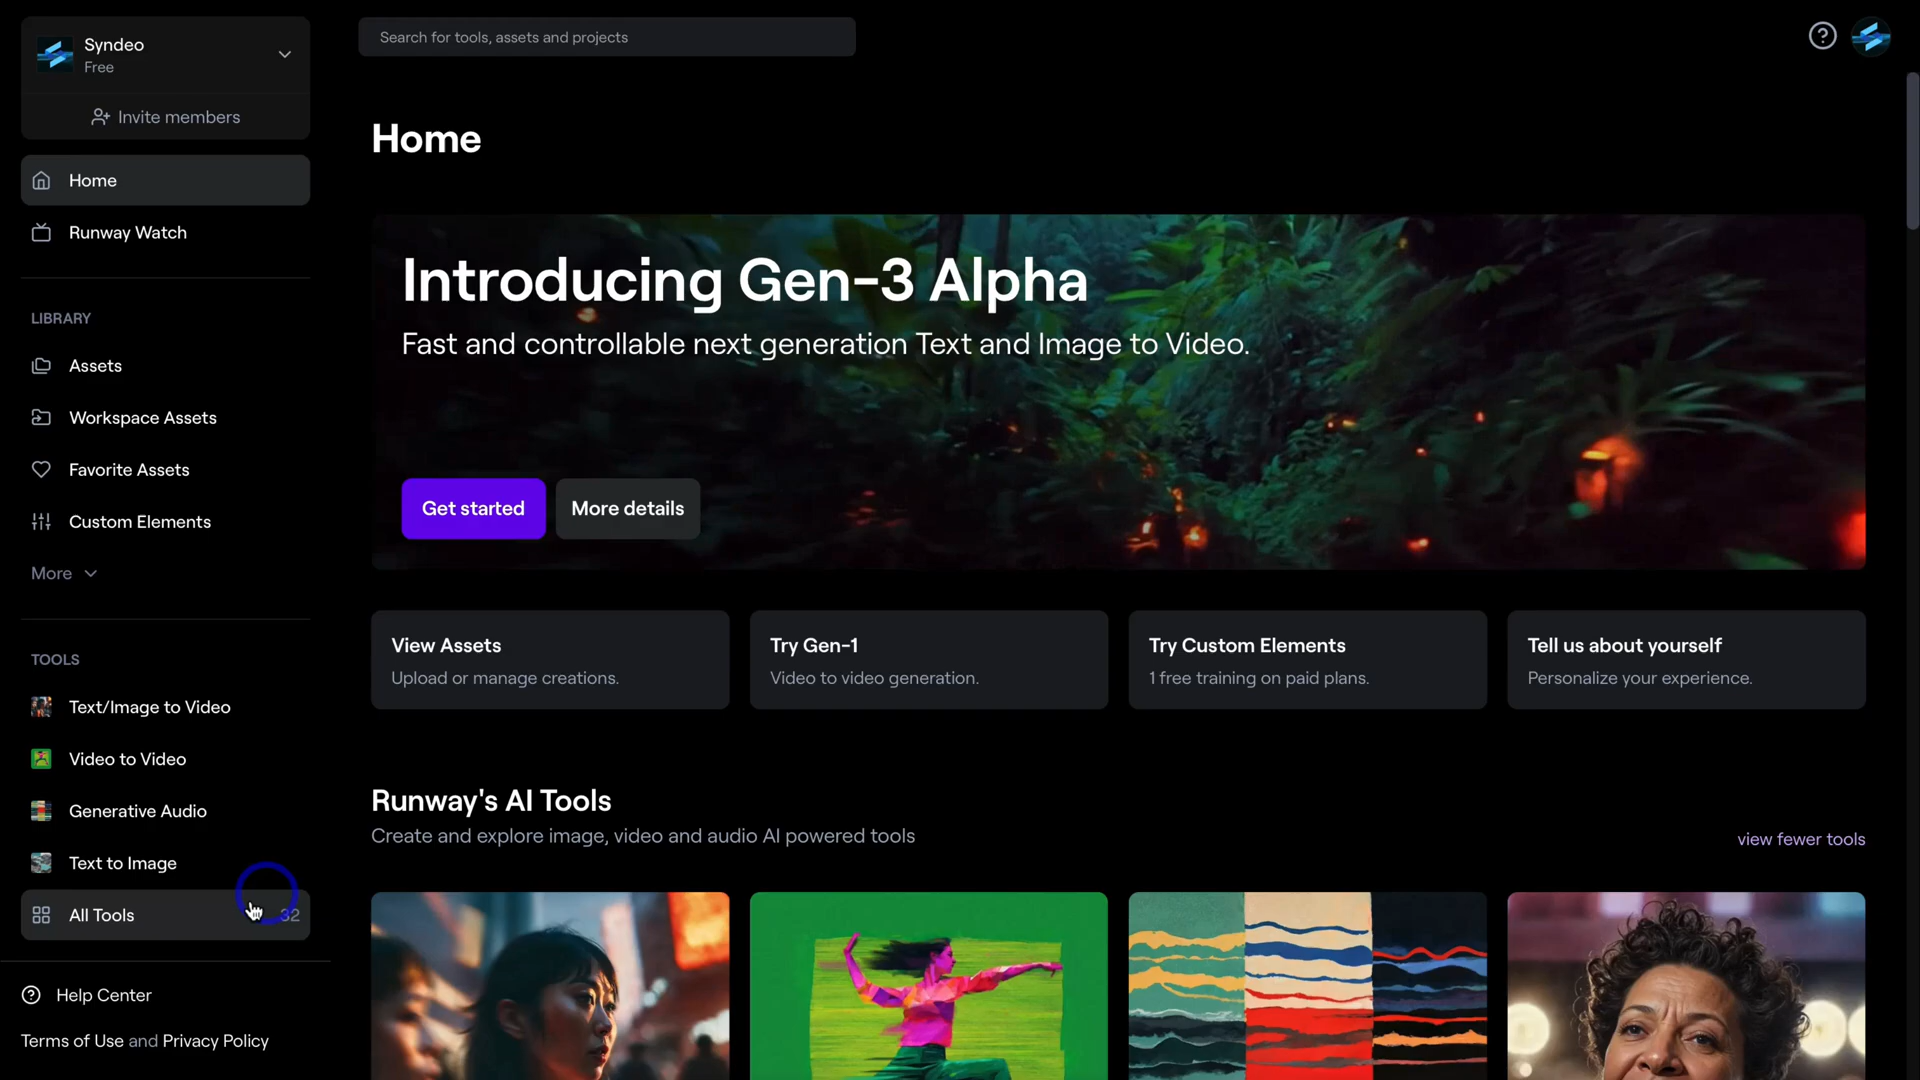 Syndeo
Free
Invite members
Home
Runway Watch
LIBRARY
Assets
Workspace Assets
Favorite Assets
Custom Elements
More
TOOLS
Text/Image to Video
Video to Video
Generative Audio
Text to Image
All Tools 32
Help Center
Terms of Use and Privacy Policy
Search for tools, assets and projects
Home
Introducing Gen-3 Alpha
Fast and controllable next generation Text and Image to Video.
Get started
More details
View Assets
Upload or manage creations.
Try Gen-1
Video to video generation.
Try Custom Elements
1 free training on paid plans.
Tell us about yourself
Personalize your experience.
Runway's AI Tools
Create and explore image, video and audio AI powered tools
view fewer tools